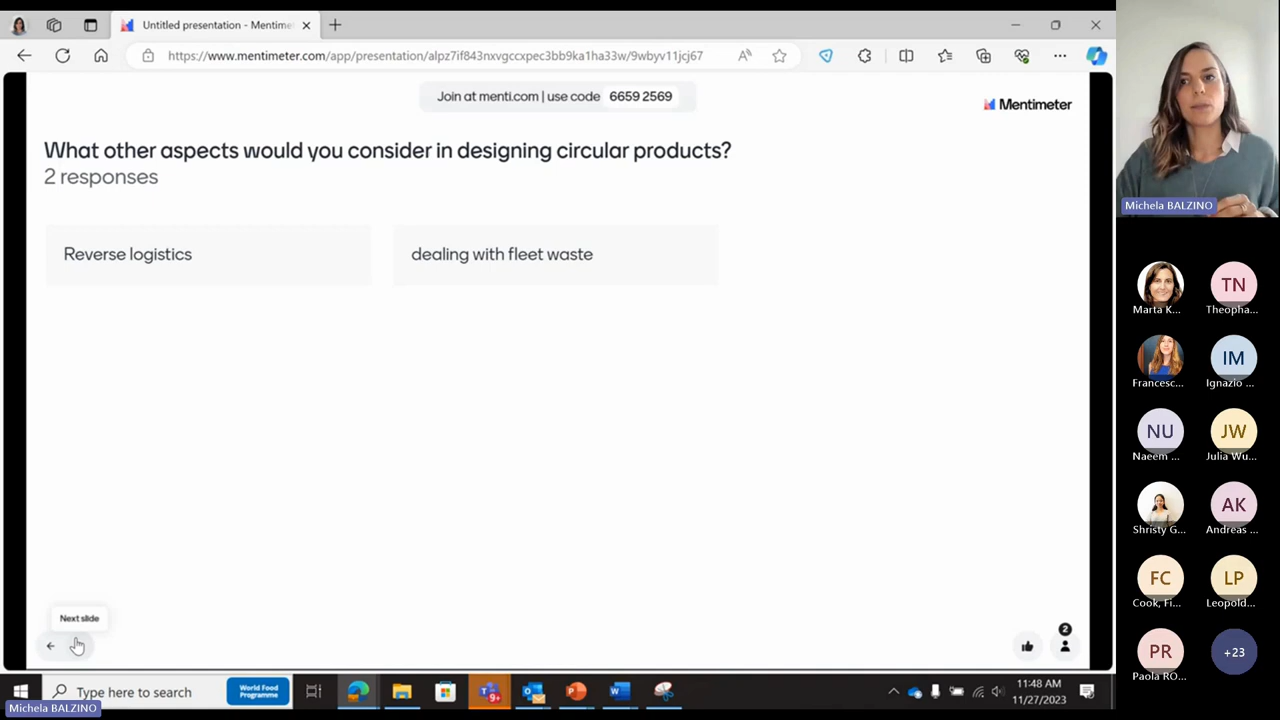 Untitled presentation - Mentime
https://www.mentimeter.com/app/presentation/alpz7if843nxvgccxpec3bb9ka1ha33w/9wbyv11jcj67
Join at menti.com | use code 6659 2569
Mentimeter
What other aspects would you consider in designing circular products?
2 responses
Reverse logistics
dealing with fleet waste
Next slide
2
Type here to search
World Food
Programme
9+
11:48 AM
11/27/2023
Michela BALZINO
Michela BALZINO
TN
Marta K...
Theopha...
IM
Francesc...
Ignazio ...
NU
JW
Naeem ...
Julia Wu...
AK
Shristy G...
Andreas ...
FC
LP
Cook, Fi...
Leopold...
PR
+23
Paola RO...